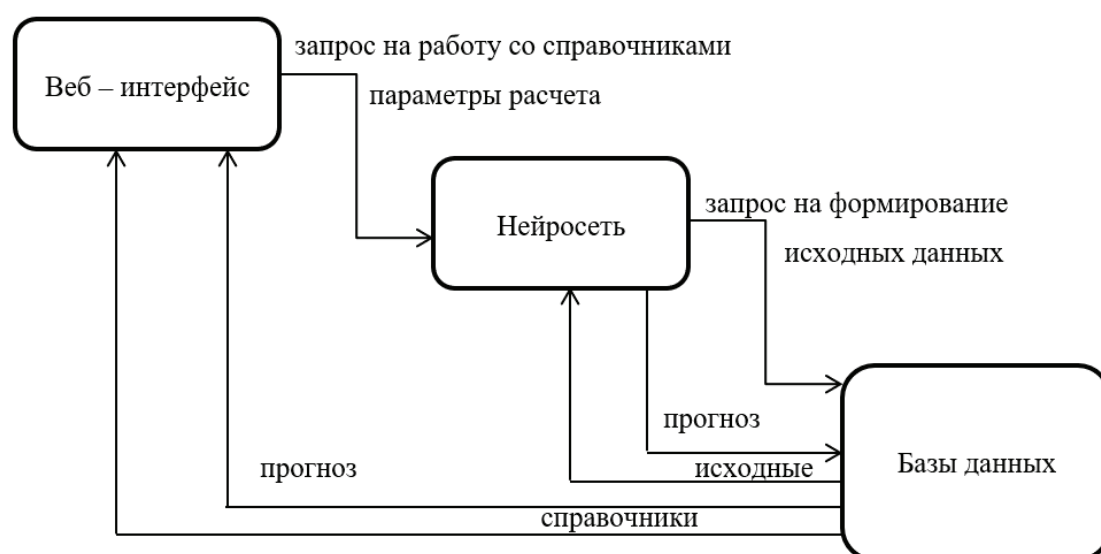 запрос на работу со справочниками
Веб – интерфейс
параметры расчета
запрос на формирование
Нейросеть
исходных данных
прогноз
Базы данных
прогноз
исходные
справочники